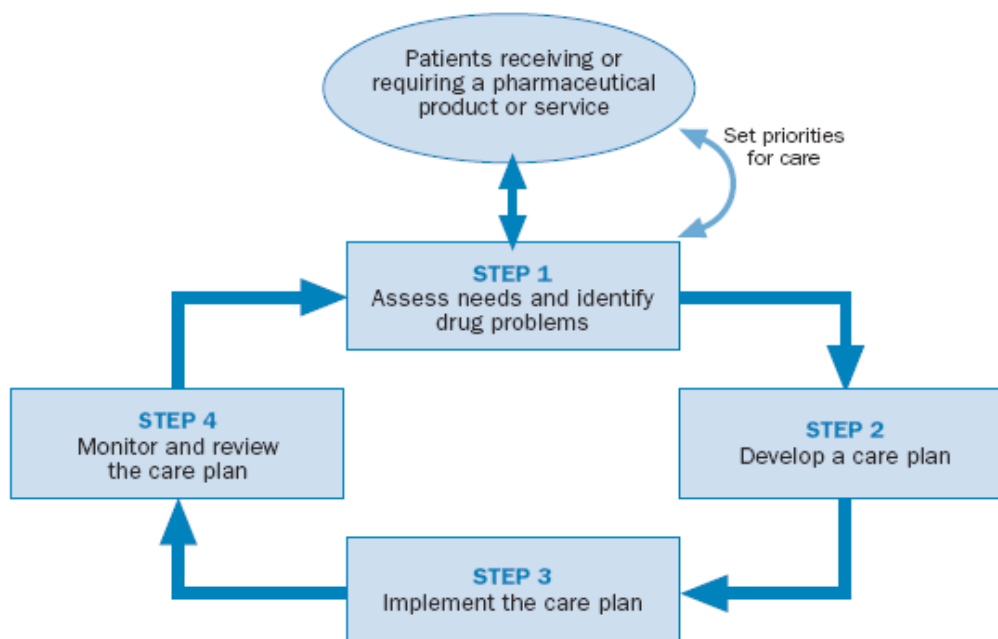 Patients receiving or
requiring a pharmaceutical
product or service
Set priorities
for care
STEP 1
Assess needs and identify
drug problems
STEP 2
Develop a care plan
STEP 3
Implement the care plan
STEP 4
Monitor and review
the care plan